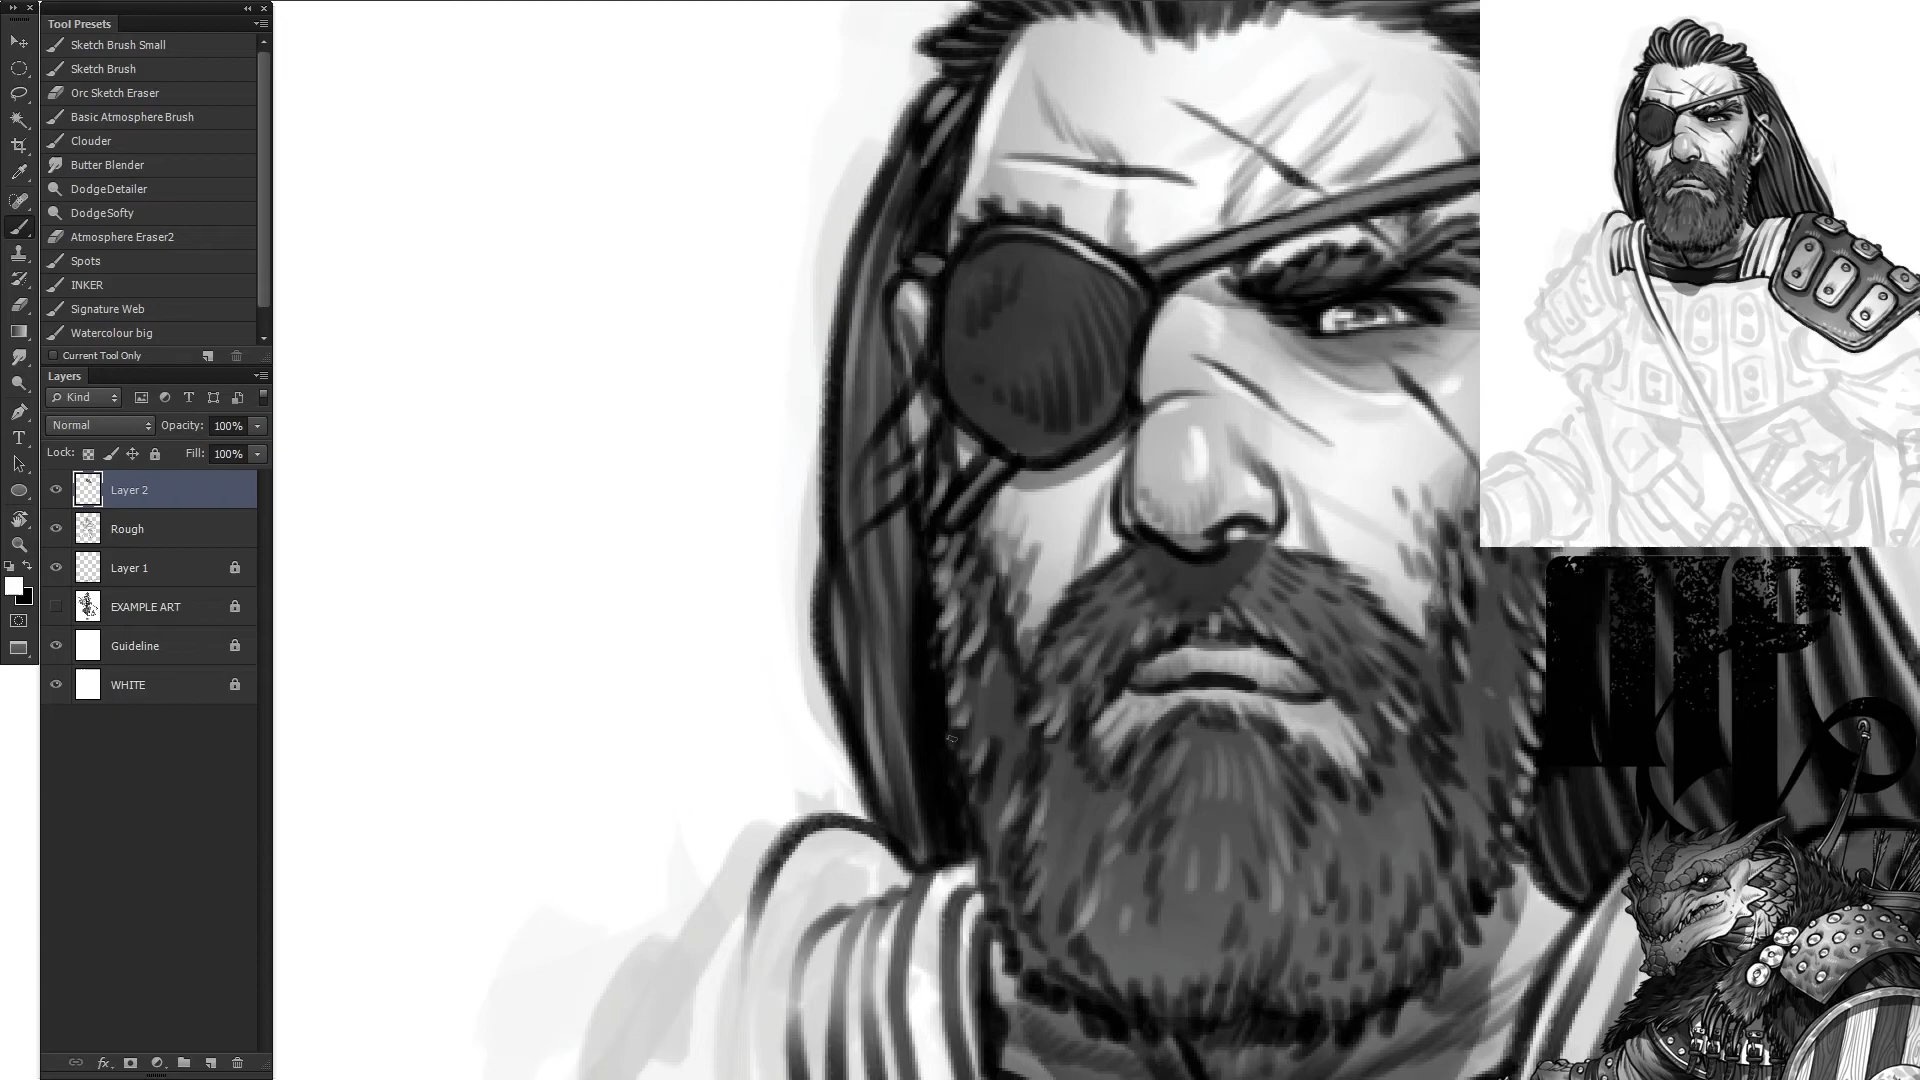 Tool Presets
Sketch Brush Small
Sketch Brush
Orc Sketch Eraser
Basic Atmosphere Brush
Clouder
Butter Blender
DodgeDetailer
DodgeSofty
Atmosphere Eraser2
Spots
INKER
Signature Web
Watercolour big
Current Tool Only
Layers
Kind
Normal Opacity: 100%
Lock: Fill: 100%
Layer 2
Rough
Layer 1
EXAMPLE ART
Guideline
WHITE
fx